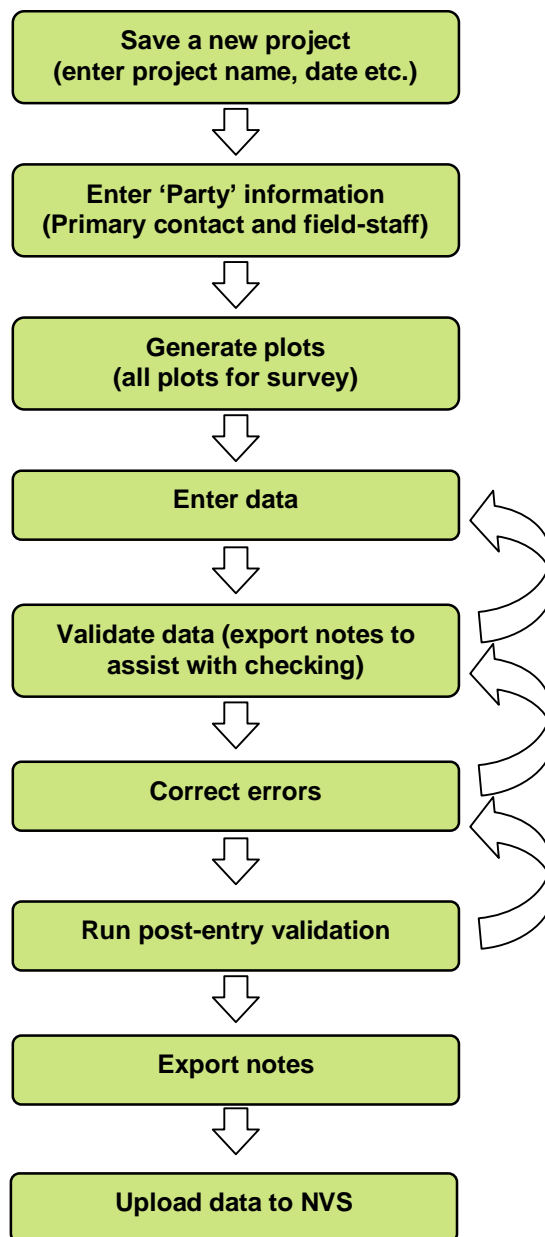 Save a new project
(enter project name, date etc.)
Enter ‘Party’ information
(Primary contact and field-staff)
Generate plots
(all plots for survey)
Enter data
Validate data (export notes to
assist with checking)
Correct errors
Run post-entry validation
Export notes
Upload data to NVS